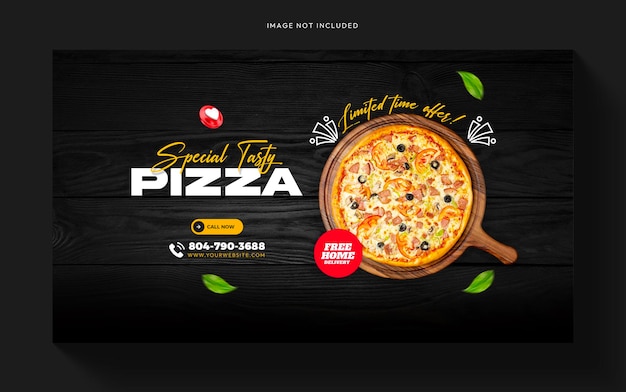 IMAGE NOT INCLUDED
Limited time offer!
Special Tasty
PIZZA
CALL NOW
804-790-3688
WWW.YOURWEBSITE.COM
FREE
HOME
DELIVERY